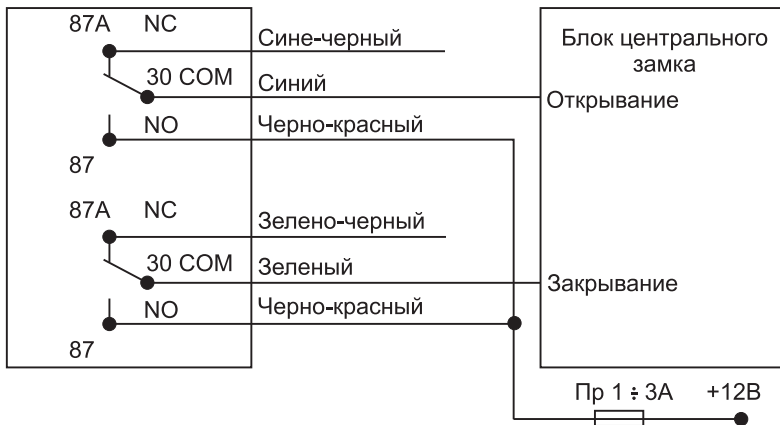 87A NC
Сине-черный
30 COM
Синий
NO
Черно-красный
87
87A NC
Зелено-черный
30 COM
Зеленый
NO
Черно-красный
87
Блок центрального
замка
Открывание
Закрывание
Пр 1 ÷ 3А
+12В